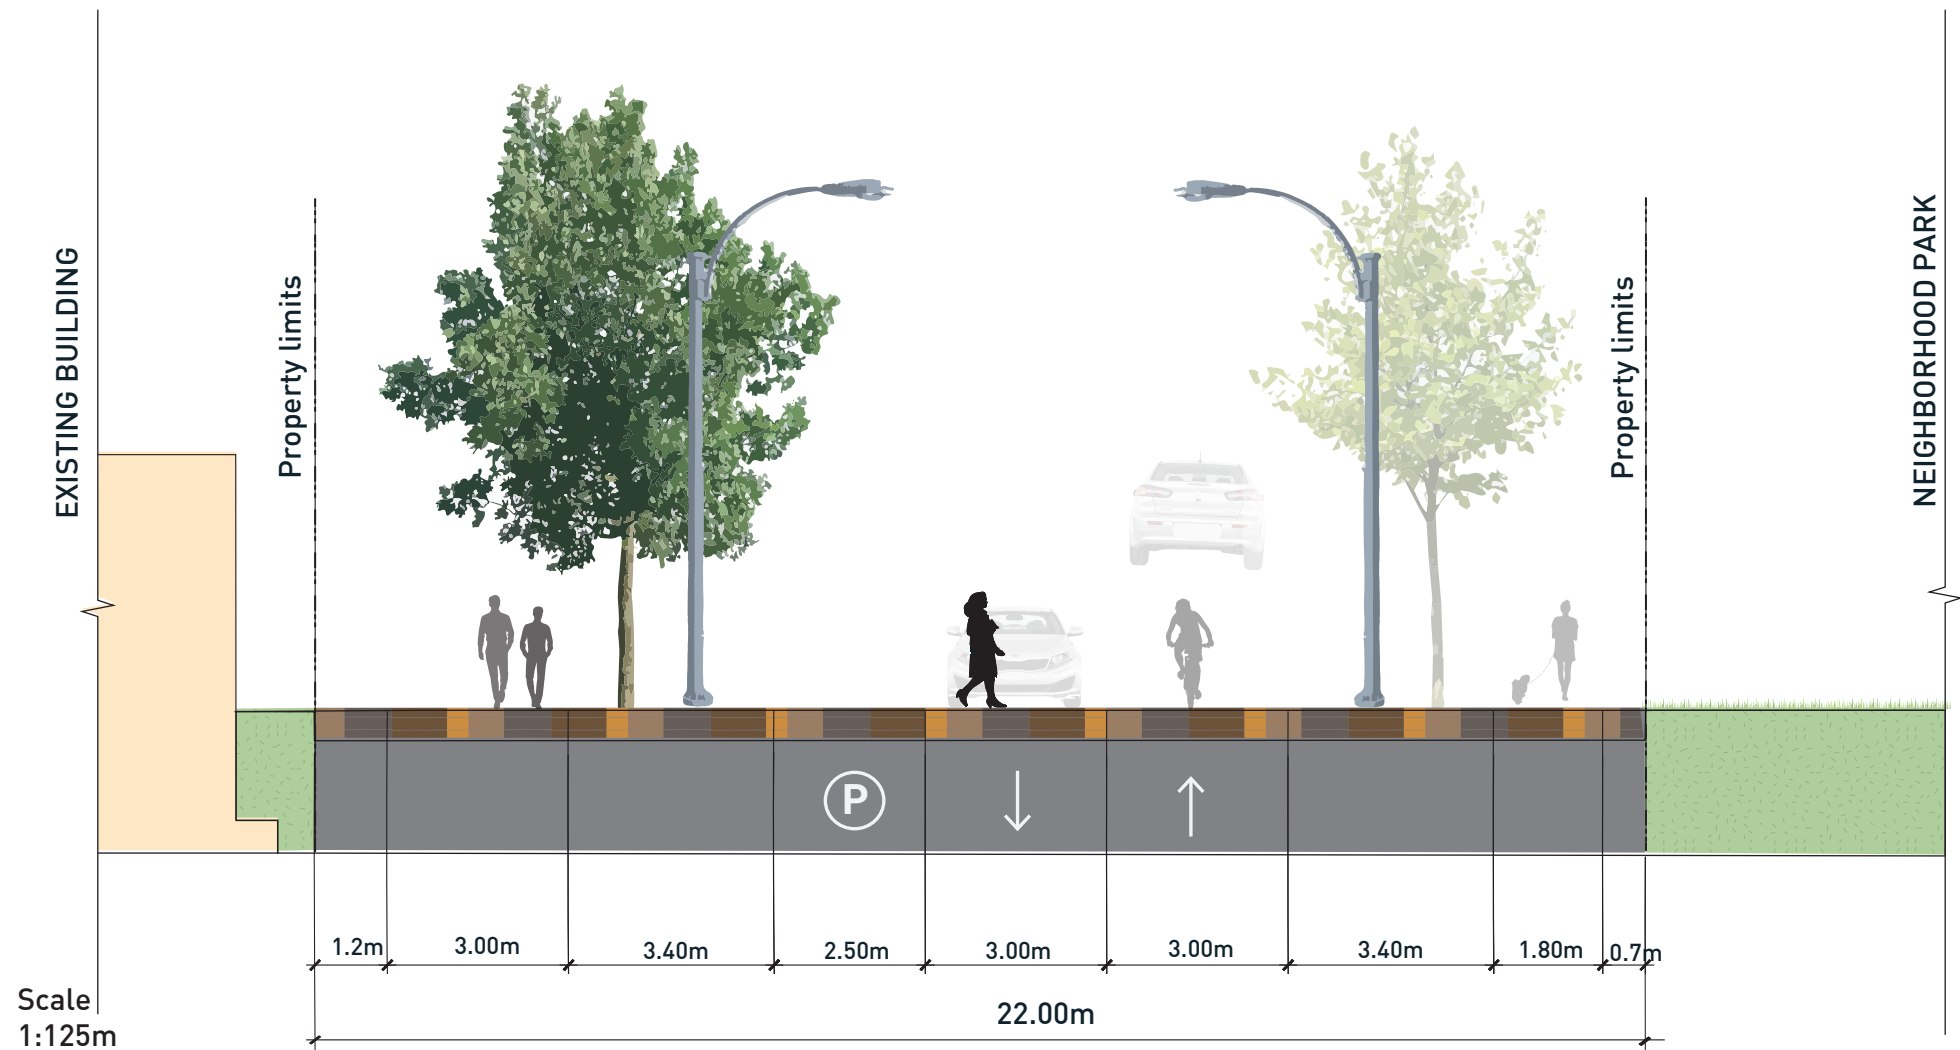 EXISTING BUILDING
Property limits
Property limits
NEIGHBORHOOD PARK
P
1.2m
3.00m
3.40m
2.50m
3.00m
3.00m
3.40m
1.80m
0.7m
22.00m
Scale
1:125m